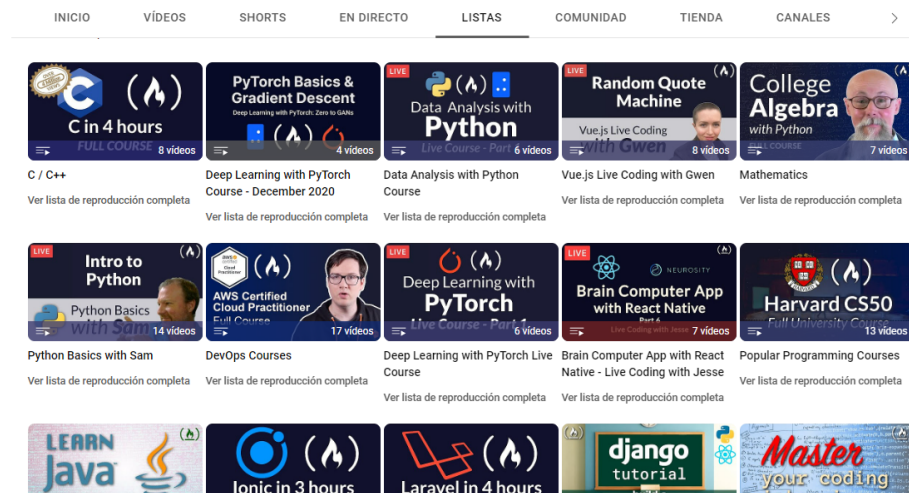 INICIO VÍDEOS SHORTS EN DIRECTO LISTAS COMUNIDAD TIENDA CANALES
C in 4 hours
FULL COURSE
8 vídeos
PyTorch Basics &
Gradient Descent
Deep Learning with PyTorch: Zero to GANs
4 vídeos
LIVE
Data Analysis with
Python
Live Course - Part
6 vídeos
LIVE
Random Quote
Machine
Vue.js Live Coding
with Gwen
8 vídeos
College
Algebra
with Python
FULL COURSE
7 vídeos
C / C++
Ver lista de reproducción completa
Deep Learning with PyTorch
Course - December 2020
Ver lista de reproducción completa
Data Analysis with Python
Course
Ver lista de reproducción completa
Vue.js Live Coding with Gwen
Ver lista de reproducción completa
Mathematics
Ver lista de reproducción completa
LIVE
Intro to
Python
Python Basics
with Sam
14 vídeos
aws
AWS Certified
Cloud Practitioner
Full Course
17 vídeos
LIVE
Deep Learning with
PyTorch
Live Course - Part 1
6 vídeos
LIVE
NEUROSITY
Brain Computer App
with React Native
Part 6
Live Coding with Jesse
7 vídeos
Harvard CS50
Full University Course
13 vídeos
Python Basics with Sam
Ver lista de reproducción completa
DevOps Courses
Ver lista de reproducción completa
Deep Learning with PyTorch Live
Course
Ver lista de reproducción completa
Brain Computer App with React
Native - Live Coding with Jesse
Ver lista de reproducción completa
Popular Programming Courses
Ver lista de reproducción completa
LEARN
Java
Ionic in 3 hours
Laravel in 4 hours
django
tutorial
Master
your coding